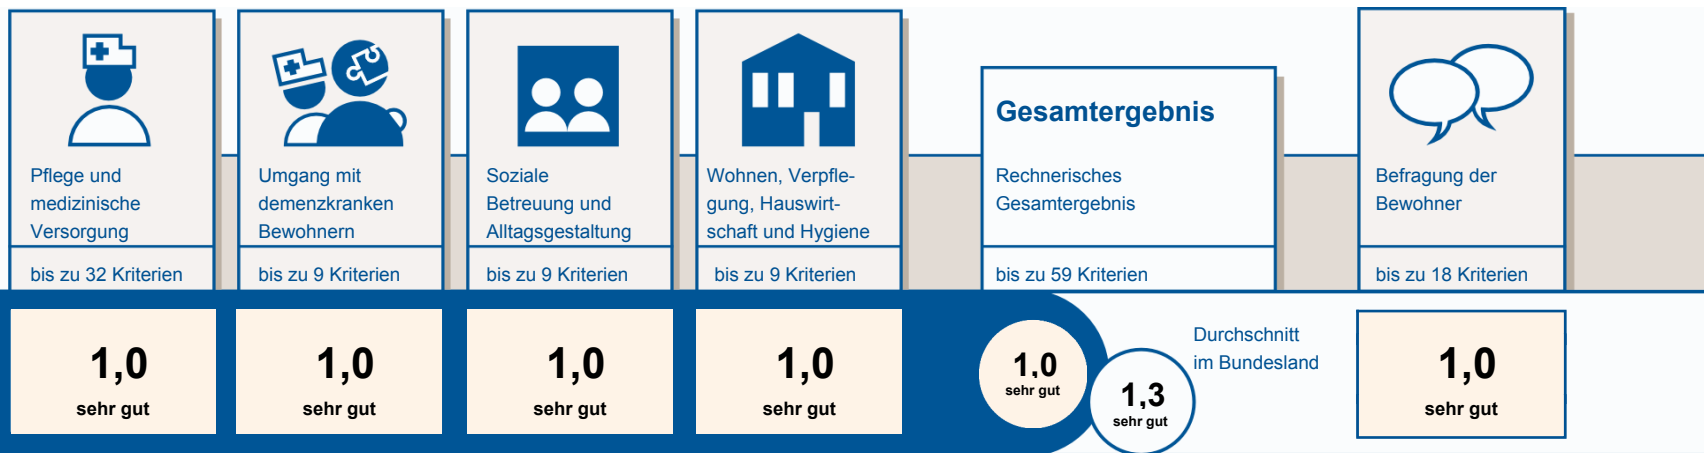 Pflege und
medizinische
Versorgung
bis zu 32 Kriterien
1,0
sehr gut
Umgang mit
demenzkranken
Bewohnern
bis zu 9 Kriterien
1,0
sehr gut
Soziale
Betreuung und
Alltagsgestaltung
bis zu 9 Kriterien
1,0
sehr gut
Wohnen, Verpfle-
gung, Hauswirt-
schaft und Hygiene
bis zu 9 Kriterien
1,0
sehr gut
Gesamtergebnis
Rechnerisches
Gesamtergebnis
bis zu 59 Kriterien
1,0
sehr gut
Durchschnitt
im Bundesland
1,3
sehr gut
Befragung der
Bewohner
bis zu 18 Kriterien
1,0
sehr gut